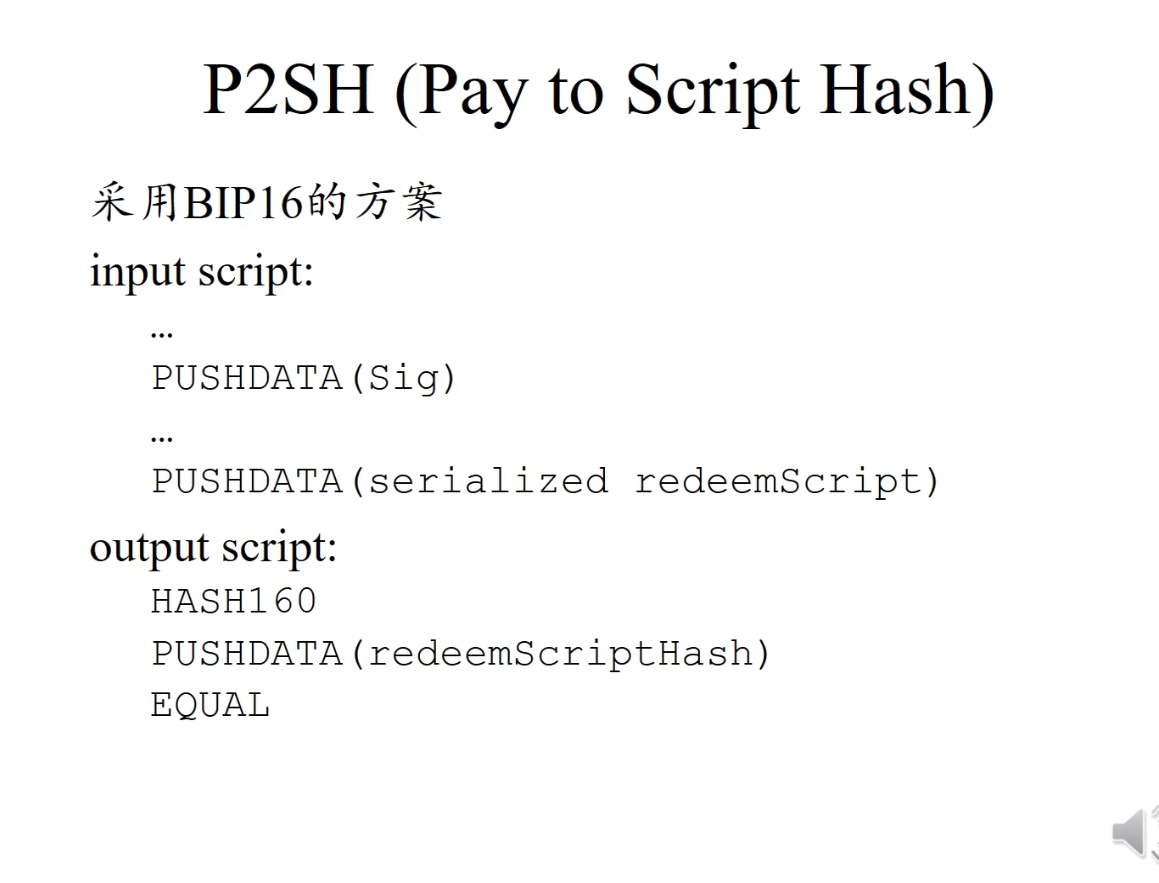 P2SH (Pay to Script Hash)
采用BIP16的方案
input script:
…
PUSHDATA(Sig)
…
PUSHDATA(serialized redeemScript)
output script:
HASH160
PUSHDATA(redeemScriptHash)
EQUAL